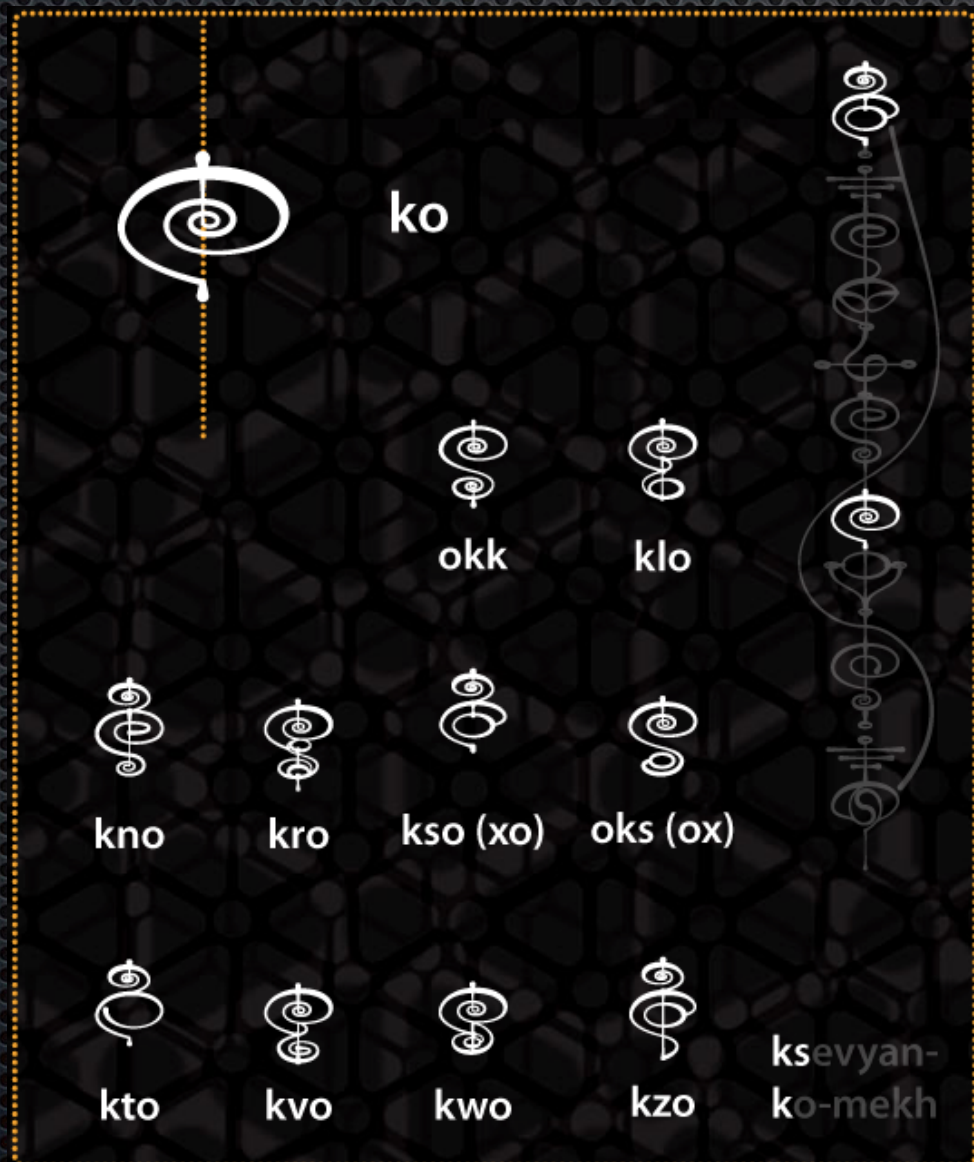 ko
okk klo
kno kro kso (xo) oks (ox)
kto kvo kwo kzo
ksevyan-
ko-mekh